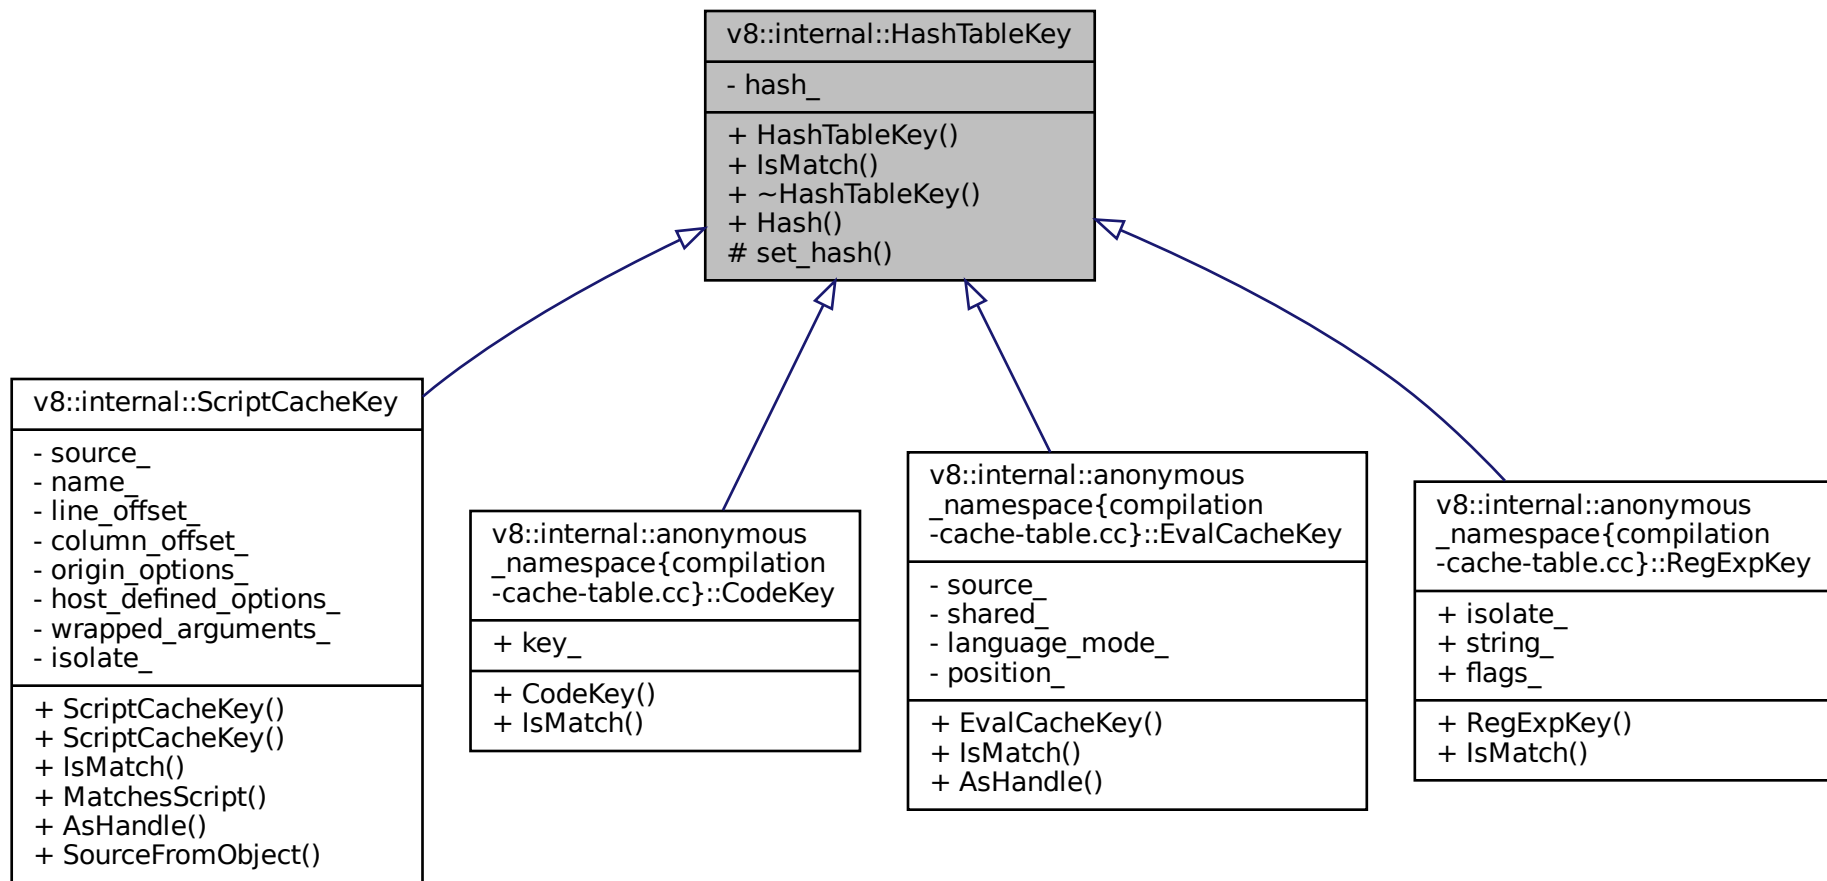 v8::internal::HashTableKey
- hash_
+ HashTableKey()
+ IsMatch()
+ ~HashTableKey()
+ Hash()
# set_hash()
v8::internal::ScriptCacheKey
- source_
- name_
- line_offset_
- column_offset_
- origin_options_
- host_defined_options_
- wrapped_arguments_
- isolate_
+ ScriptCacheKey()
+ ScriptCacheKey()
+ IsMatch()
+ MatchesScript()
+ AsHandle()
+ SourceFromObject()
v8::internal::anonymous
_namespace{compilation
-cache-table.cc}::CodeKey
+ key_
+ CodeKey()
+ IsMatch()
v8::internal::anonymous
_namespace{compilation
-cache-table.cc}::EvalCacheKey
- source_
- shared_
- language_mode_
- position_
+ EvalCacheKey()
+ IsMatch()
+ AsHandle()
v8::internal::anonymous
_namespace{compilation
-cache-table.cc}::RegExpKey
+ isolate_
+ string_
+ flags_
+ RegExpKey()
+ IsMatch()